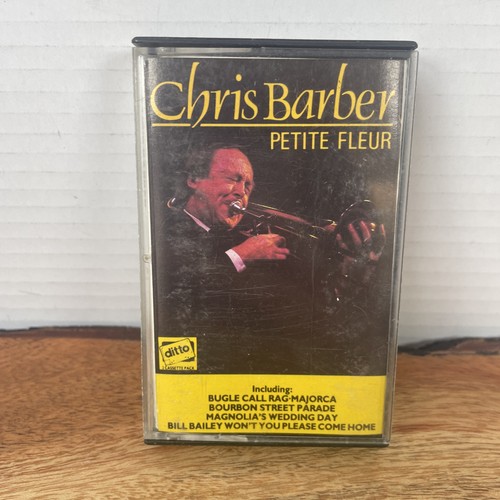 Chris Barber
PETITE FLEUR
ditto
CASSETTE PACK
Including:
BUGLE CALL RAG·MAJORCA
BOURBON STREET PARADE
MAGNOLIA'S WEDDING DAY
BILL BAILEY WON'T YOU PLEASE COME HOME